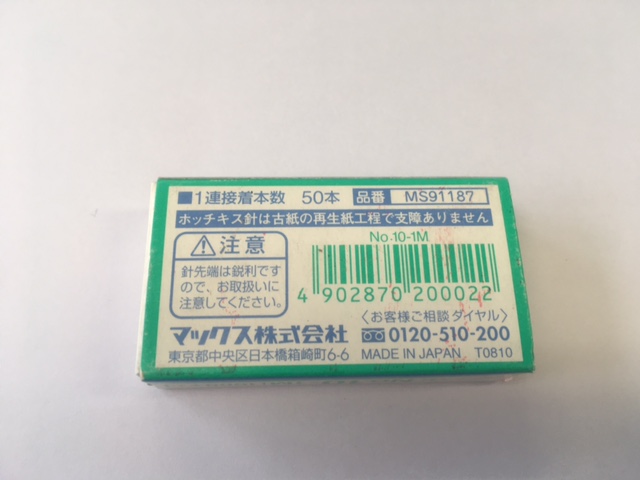 ■1連接着本数 50本 品番 MS91187
ホッチキス針は古紙の再生紙工程で支障ありません
注意
針先端は鋭利です
ので、お取扱いに
注意してください。
No.10-1M
4 902870 200022
〈お客様ご相談ダイヤル〉
マックス株式会社 0120-510-200
東京都中央区日本橋箱崎町6-6 MADE IN JAPAN T0810